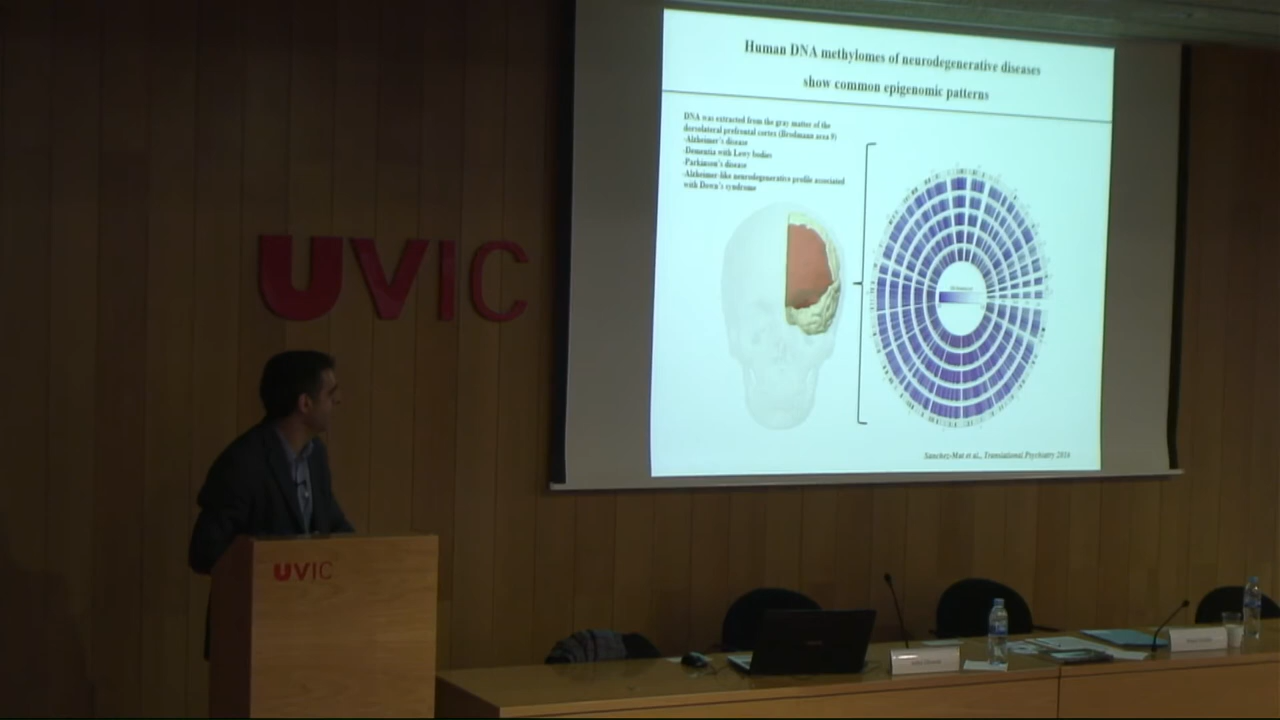 Human DNA methylomes of neurodegenerative diseases
show common epigenomic patterns
DNA was extracted from the gray matter of the
dorsolateral prefrontal cortex (Brodmann area 9)
-Alzheimer's disease
-Dementia with Lewy bodies
-Parkinson's disease
-Alzheimer-like neurodegenerative profile associated
with Down's syndrome
Sanchez-Mut et al., Translational Psychiatry 2016
UVIC
UVIC